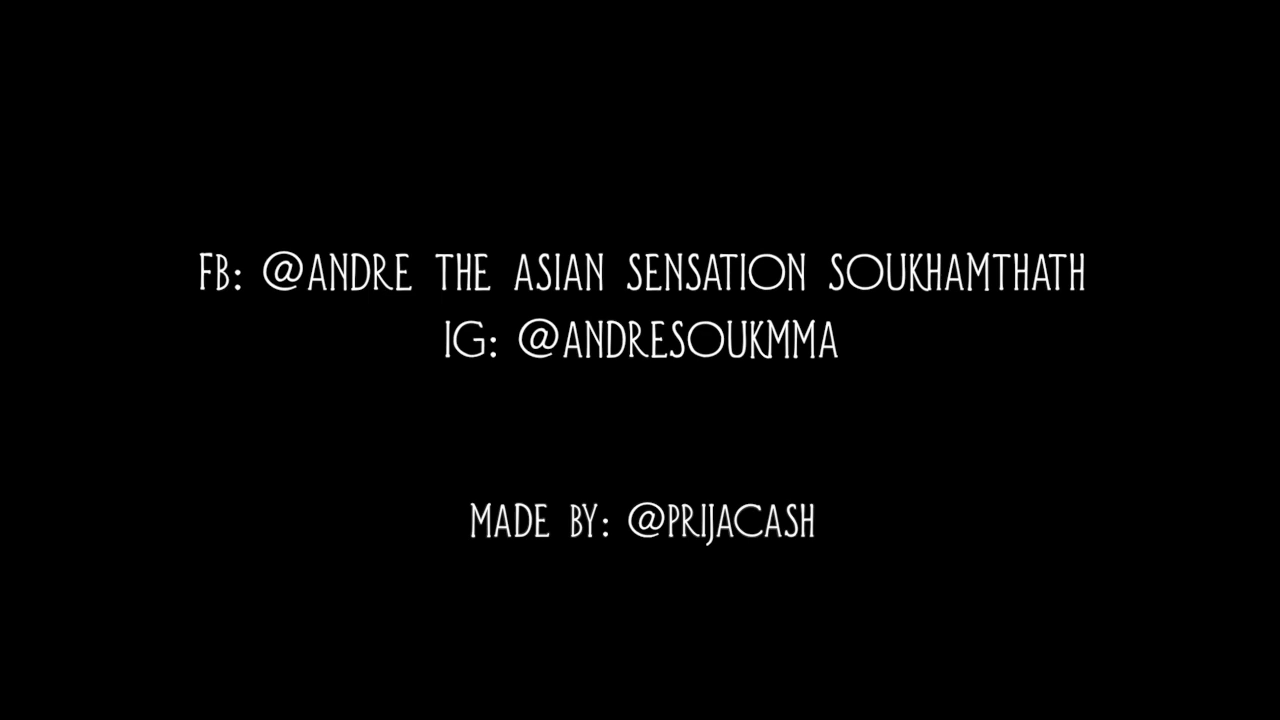 FB: @ANDRE THE ASIAN SENSATION SOUKHAMTHATH
IG: @ANDRESOUKMMA
MADE BY: @PRIJACASH